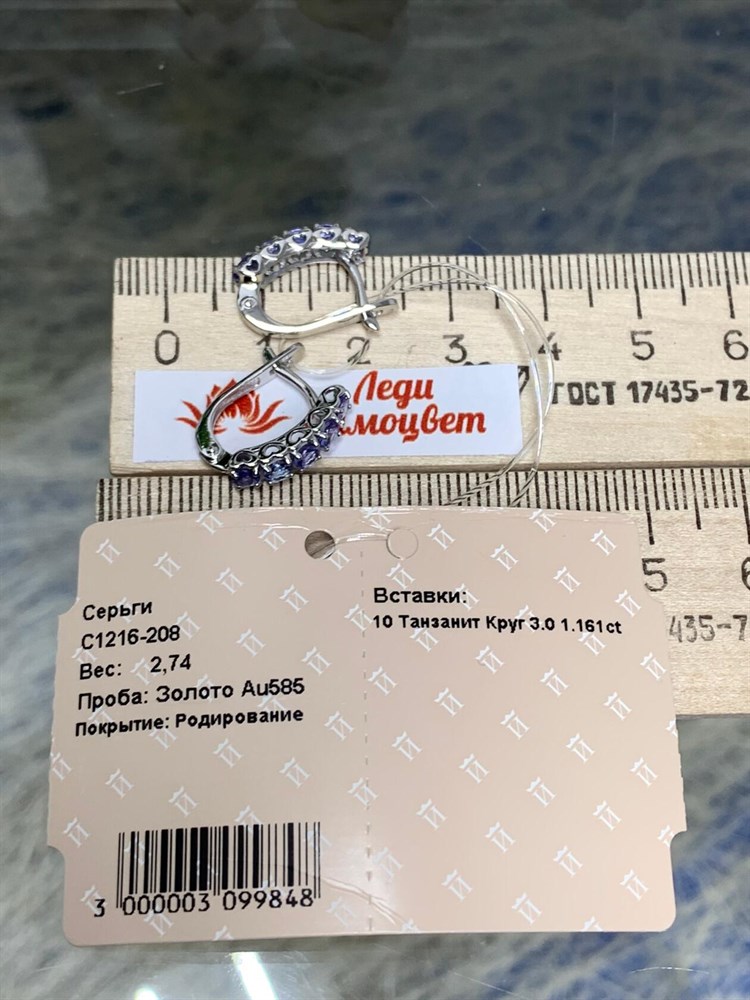 0 1 2 3 4 5 6
ГОСТ 17435-72
Леди
моцвет
5 6
435-7
Серьги
С1216-208
Вес: 2,74
Проба: Золото Au585
Покрытие: Родирование
Вставки:
10 Танзанит Круг 3.0 1.161ct
3 000003 099848